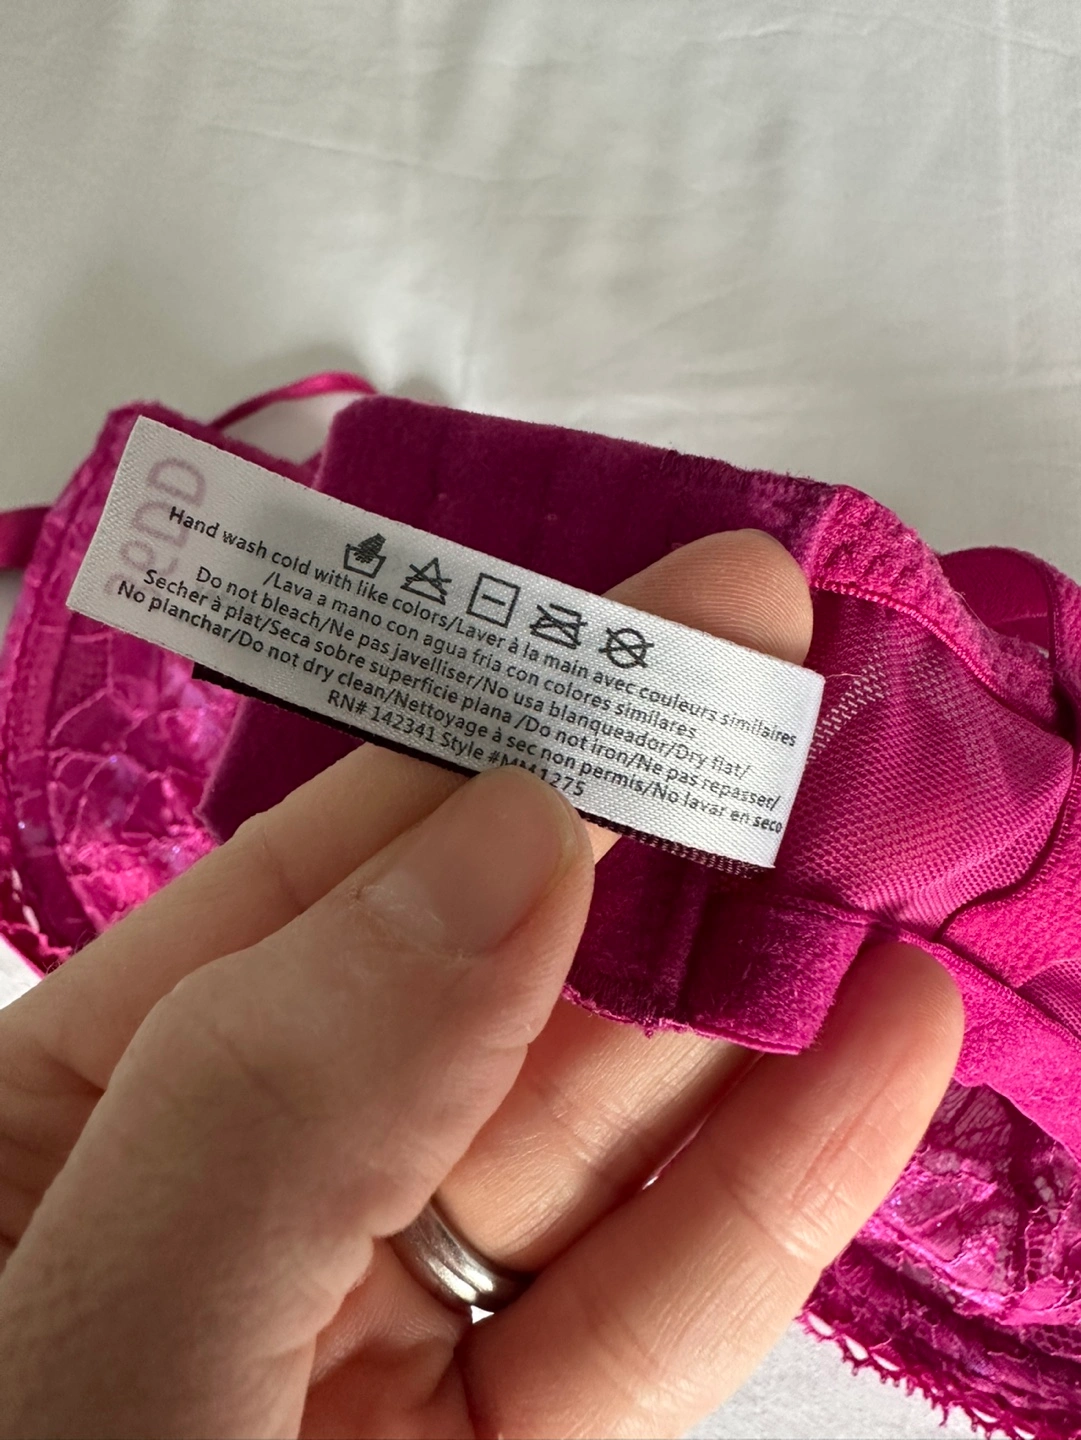 Hand wash cold with like colors/Laver à la main avec couleurs similaires
/Lava a mano con agua fria con colores similares
Do not bleach/Ne pas javelliser/No usa blanqueador/Dry flat/
Secher à plat/Seca sobre superficie plana /Do not iron/Ne pas repasser/
No planchar/Do not dry clean/Nettoyage à sec non permis/No lavar en seco
RN# 142341 Style #MM1275